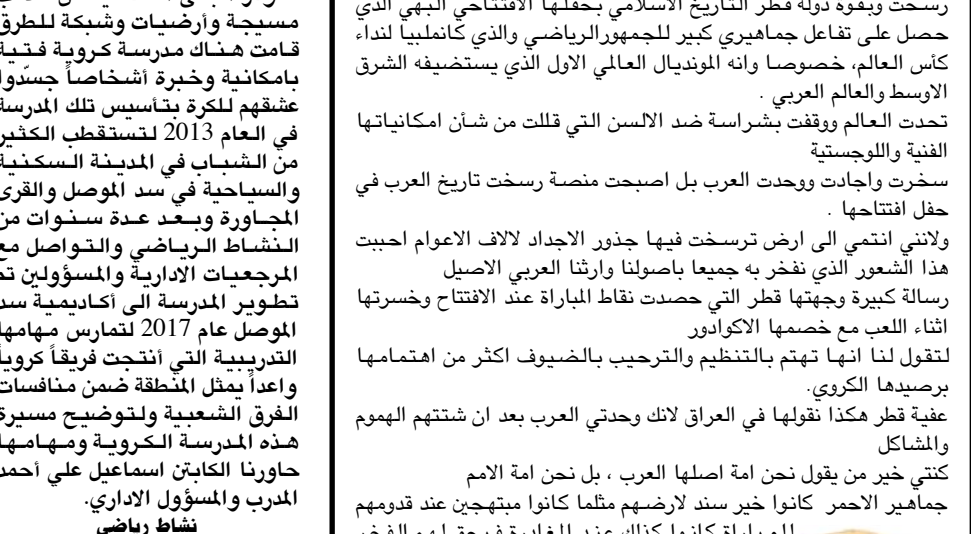 رسخت وبقوة دولة قطر التاريخ الاسلامي بحفلها الافتتاحي البهي الذي
حصل على تفاعل جماهيري كبير للجمهورالرياضي والذي كانملبيا لنداء
كأس العالم، خصوصا وانه المونديال العالمي الاول الذي يستضيفه الشرق
الاوسط والعالم العربي .
تحدت العالم ووقفت بشراسة ضد الالسن التي قللت من شأن امكانياتها
الفنية واللوجستية
سخرت واجادت ووحدت العرب بل اصبحت منصة رسخت تاريخ العرب في
حفل افتتاحها .
ولانني انتمي الى ارض ترسخت فيها جذور الاجداد لالاف الاعوام احببت
هذا الشعور الذي نفخر به جميعا باصولنا وارثنا العربي الاصيل
رسالة كبيرة وجهتها قطر التي حصدت نقاط المباراة عند الافتتاح وخسرتها
اثناء اللعب مع خصمها الاكوادور
لتقول لنا انها تهتم بالتنظيم والترحيب بالضيوف اكثر من اهتمامها
برصيدها الكروي.
عفية قطر هكذا نقولها في العراق لانك وحدتي العرب بعد ان شتتهم الهموم
والمشاكل
كنتي خير من يقول نحن امة اصلها العرب ، بل نحن امة الامم
جماهير الاحمر كانوا خير سند لارضهم مثلما كانوا مبتهجين عند قدومهم
مسيجة وأرضيات وشبكة للطرق
قامت هناك مدرسة كروية فتية
بامكانية وخبرة أشخاصاً جسّدوا
عشقهم للكرة بتأسيس تلك المدرسة
في العام 2013 لتستقطب الكثير
من الشباب في المدينة السكنية
والسياحية في سد الموصل والقرى
المجاورة وبعد عدة سنوات من
النشاط الرياضي والتواصل مع
المرجعيات الادارية والمسؤولين تم
تطوير المدرسة الى أكاديمية سد
الموصل عام 2017 لتمارس مهامها
التدريبية التي أنتجت فريقاً كروياً
واعداً يمثل المنطقة ضمن منافسات
الفرق الشعبية ولتوضيح مسيرة
هذه المدرسة الكروية ومهامها
حاورنا الكابتن اسماعيل علي أحمد
المدرب والمسؤول الاداري.
نشاط رياضي